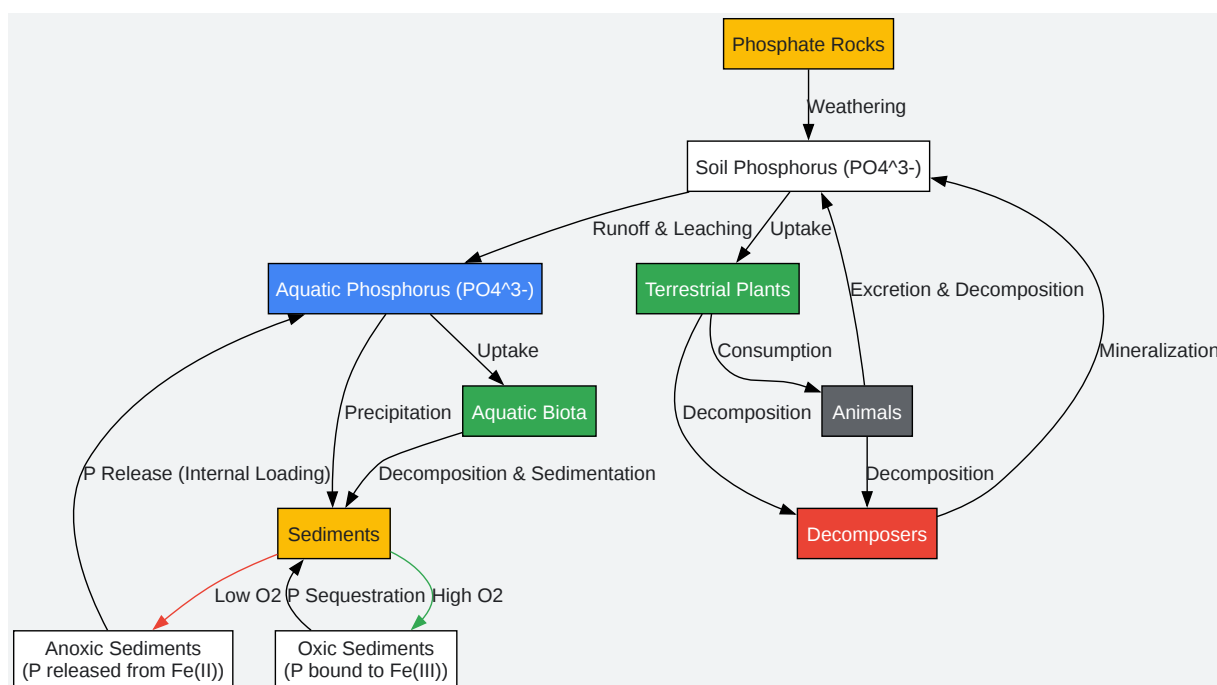 Phosphate Rocks
Weathering
Soil Phosphorus (PO4^3-)
Runoff & Leaching
Uptake
Aquatic Phosphorus (PO4^3-)
Terrestrial Plants
Excretion & Decomposition
Uptake
Consumption
Mineralization
Precipitation
Aquatic Biota
Decomposition
Animals
P Release (Internal Loading)
Decomposition & Sedimentation
Decomposition
Sediments
Decomposers
Low O2
P Sequestration
High O2
Anoxic Sediments
(P released from Fe(II))
Oxic Sediments
(P bound to Fe(III))